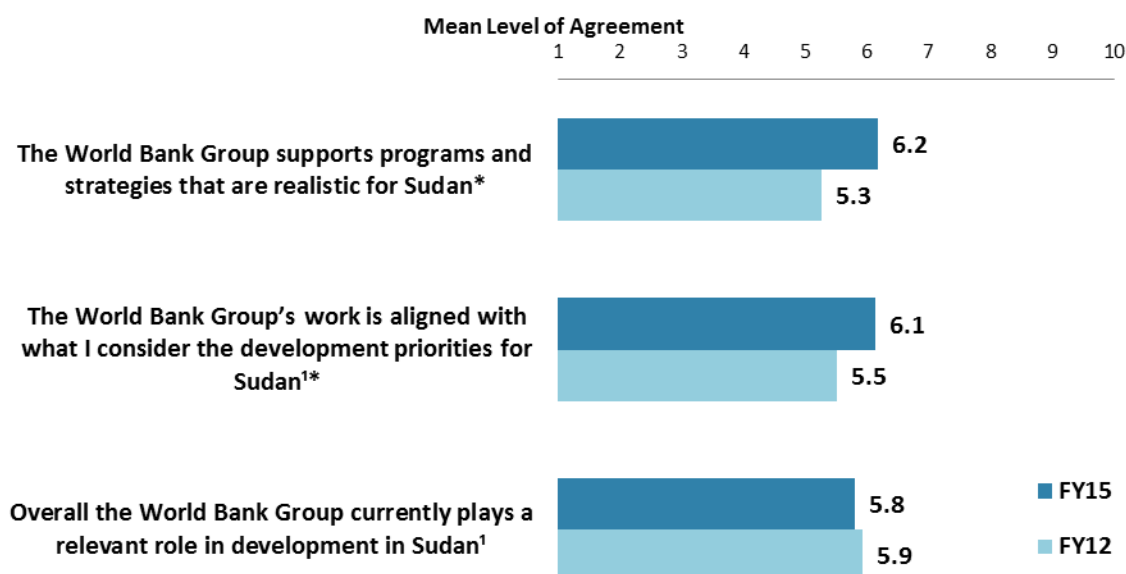 Mean Level of Agreement
1 2 3 4 5 6 7 8 9 10
The World Bank Group supports programs and
strategies that are realistic for Sudan*
6.2
5.3
The World Bank Group’s work is aligned with
what I consider the development priorities for
Sudan¹*
6.1
5.5
Overall the World Bank Group currently plays a
relevant role in development in Sudan¹
5.8
5.9
FY15
FY12